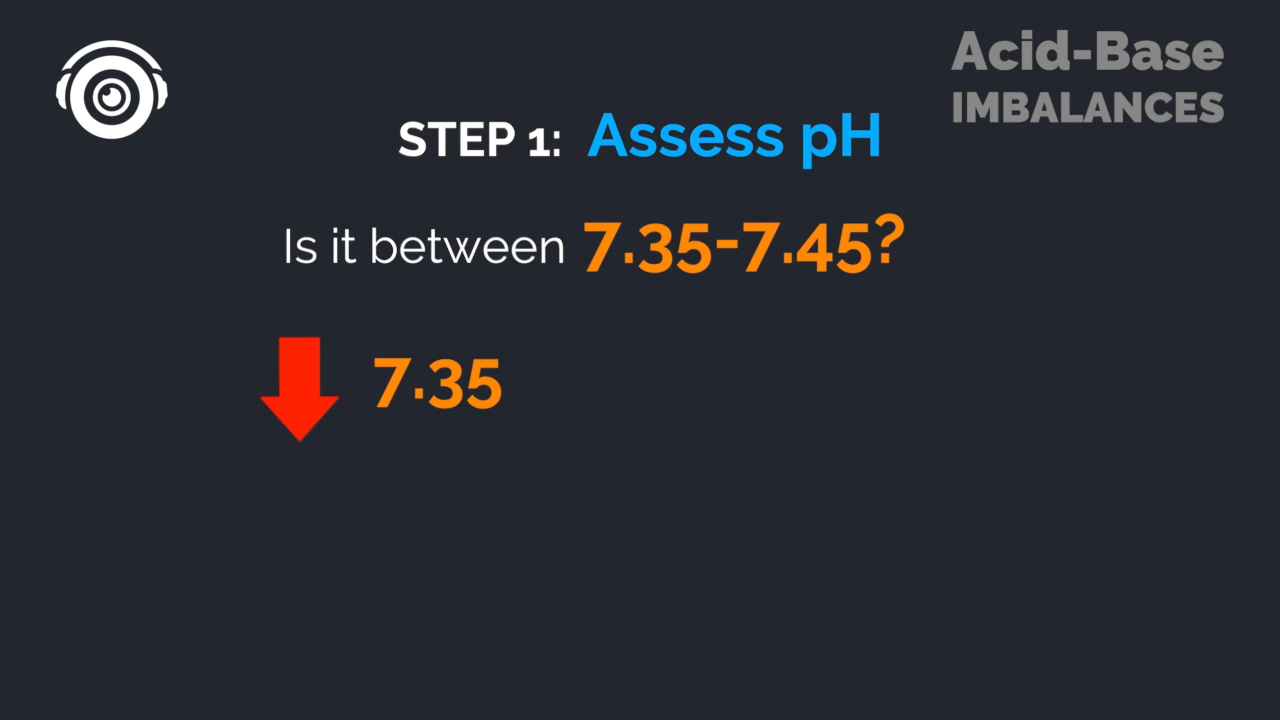 Acid-Base
IMBALANCES
STEP 1: Assess pH
Is it between 7.35-7.45?
7.35